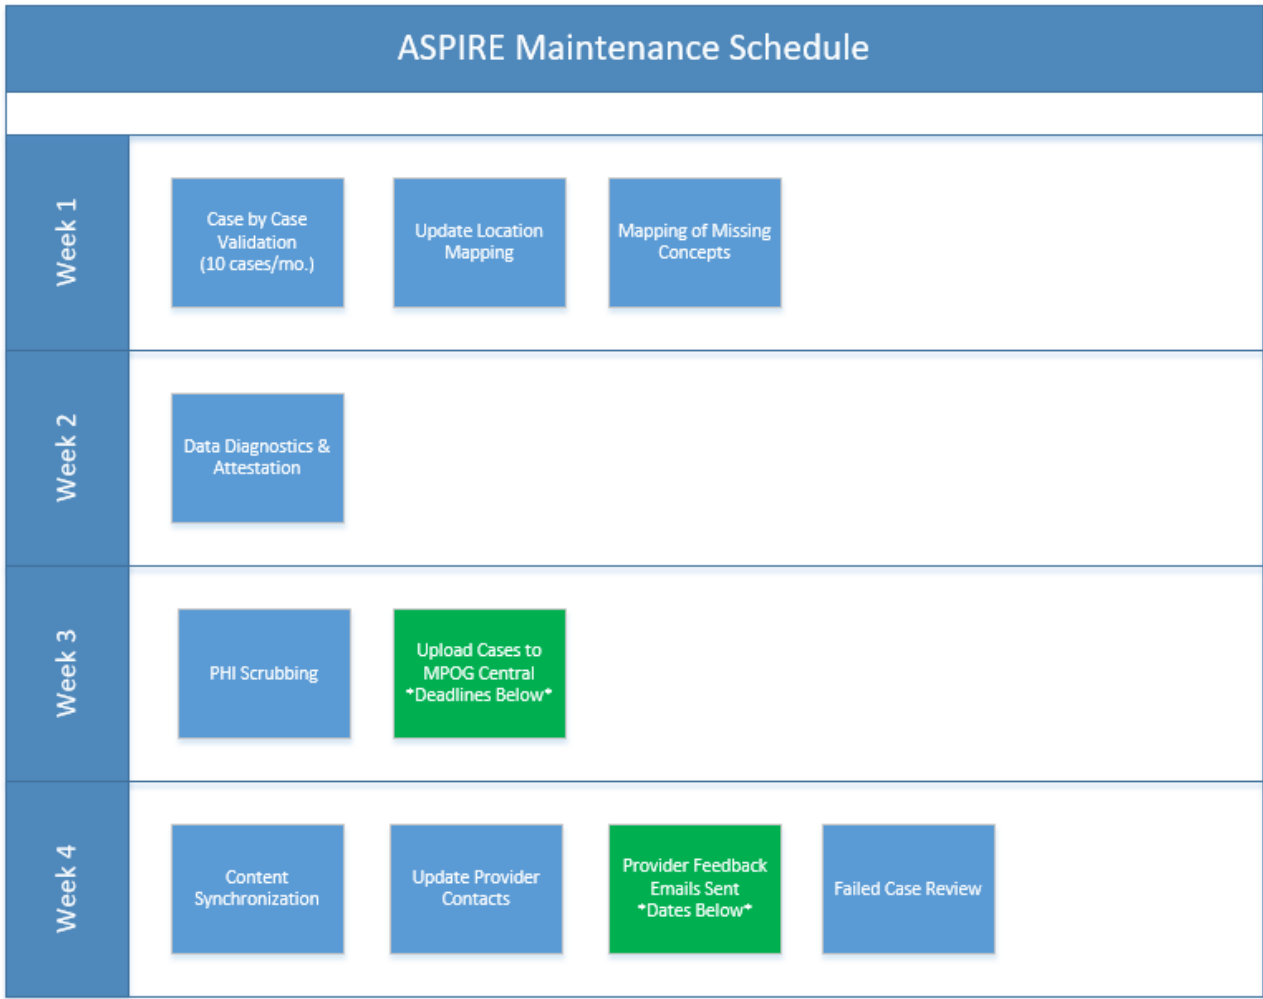 ASPIRE Maintenance Schedule
Week 1
Case by Case
Validation
(10 cases/mo.)
Update Location
Mapping
Mapping of Missing
Concepts
Week 2
Data Diagnostics &
Attestation
Week 3
PHI Scrubbing
Upload Cases to
MPOG Central
*Deadlines Below*
Week 4
Content
Synchronization
Update Provider
Contacts
Provider Feedback
Emails Sent
*Dates Below*
Failed Case Review